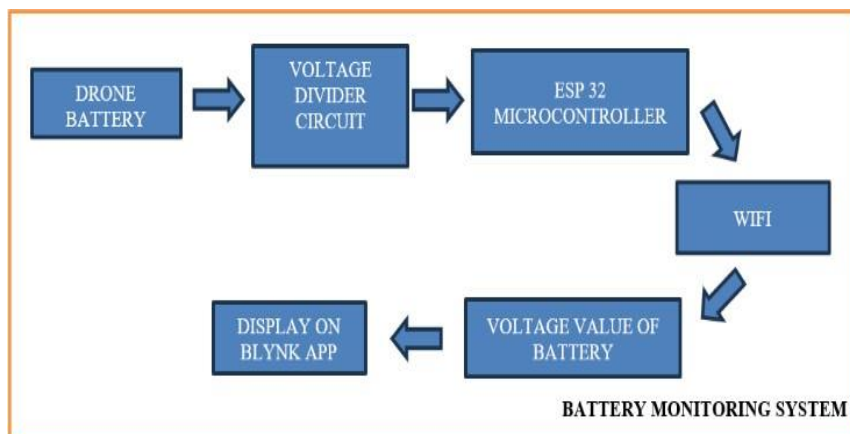 DRONE
BATTERY
VOLTAGE
DIVIDER
CIRCUIT
ESP 32
MICROCONTROLLER
WIFI
VOLTAGE VALUE OF
BATTERY
DISPLAY ON
BLYNK APP
BATTERY MONITORING SYSTEM